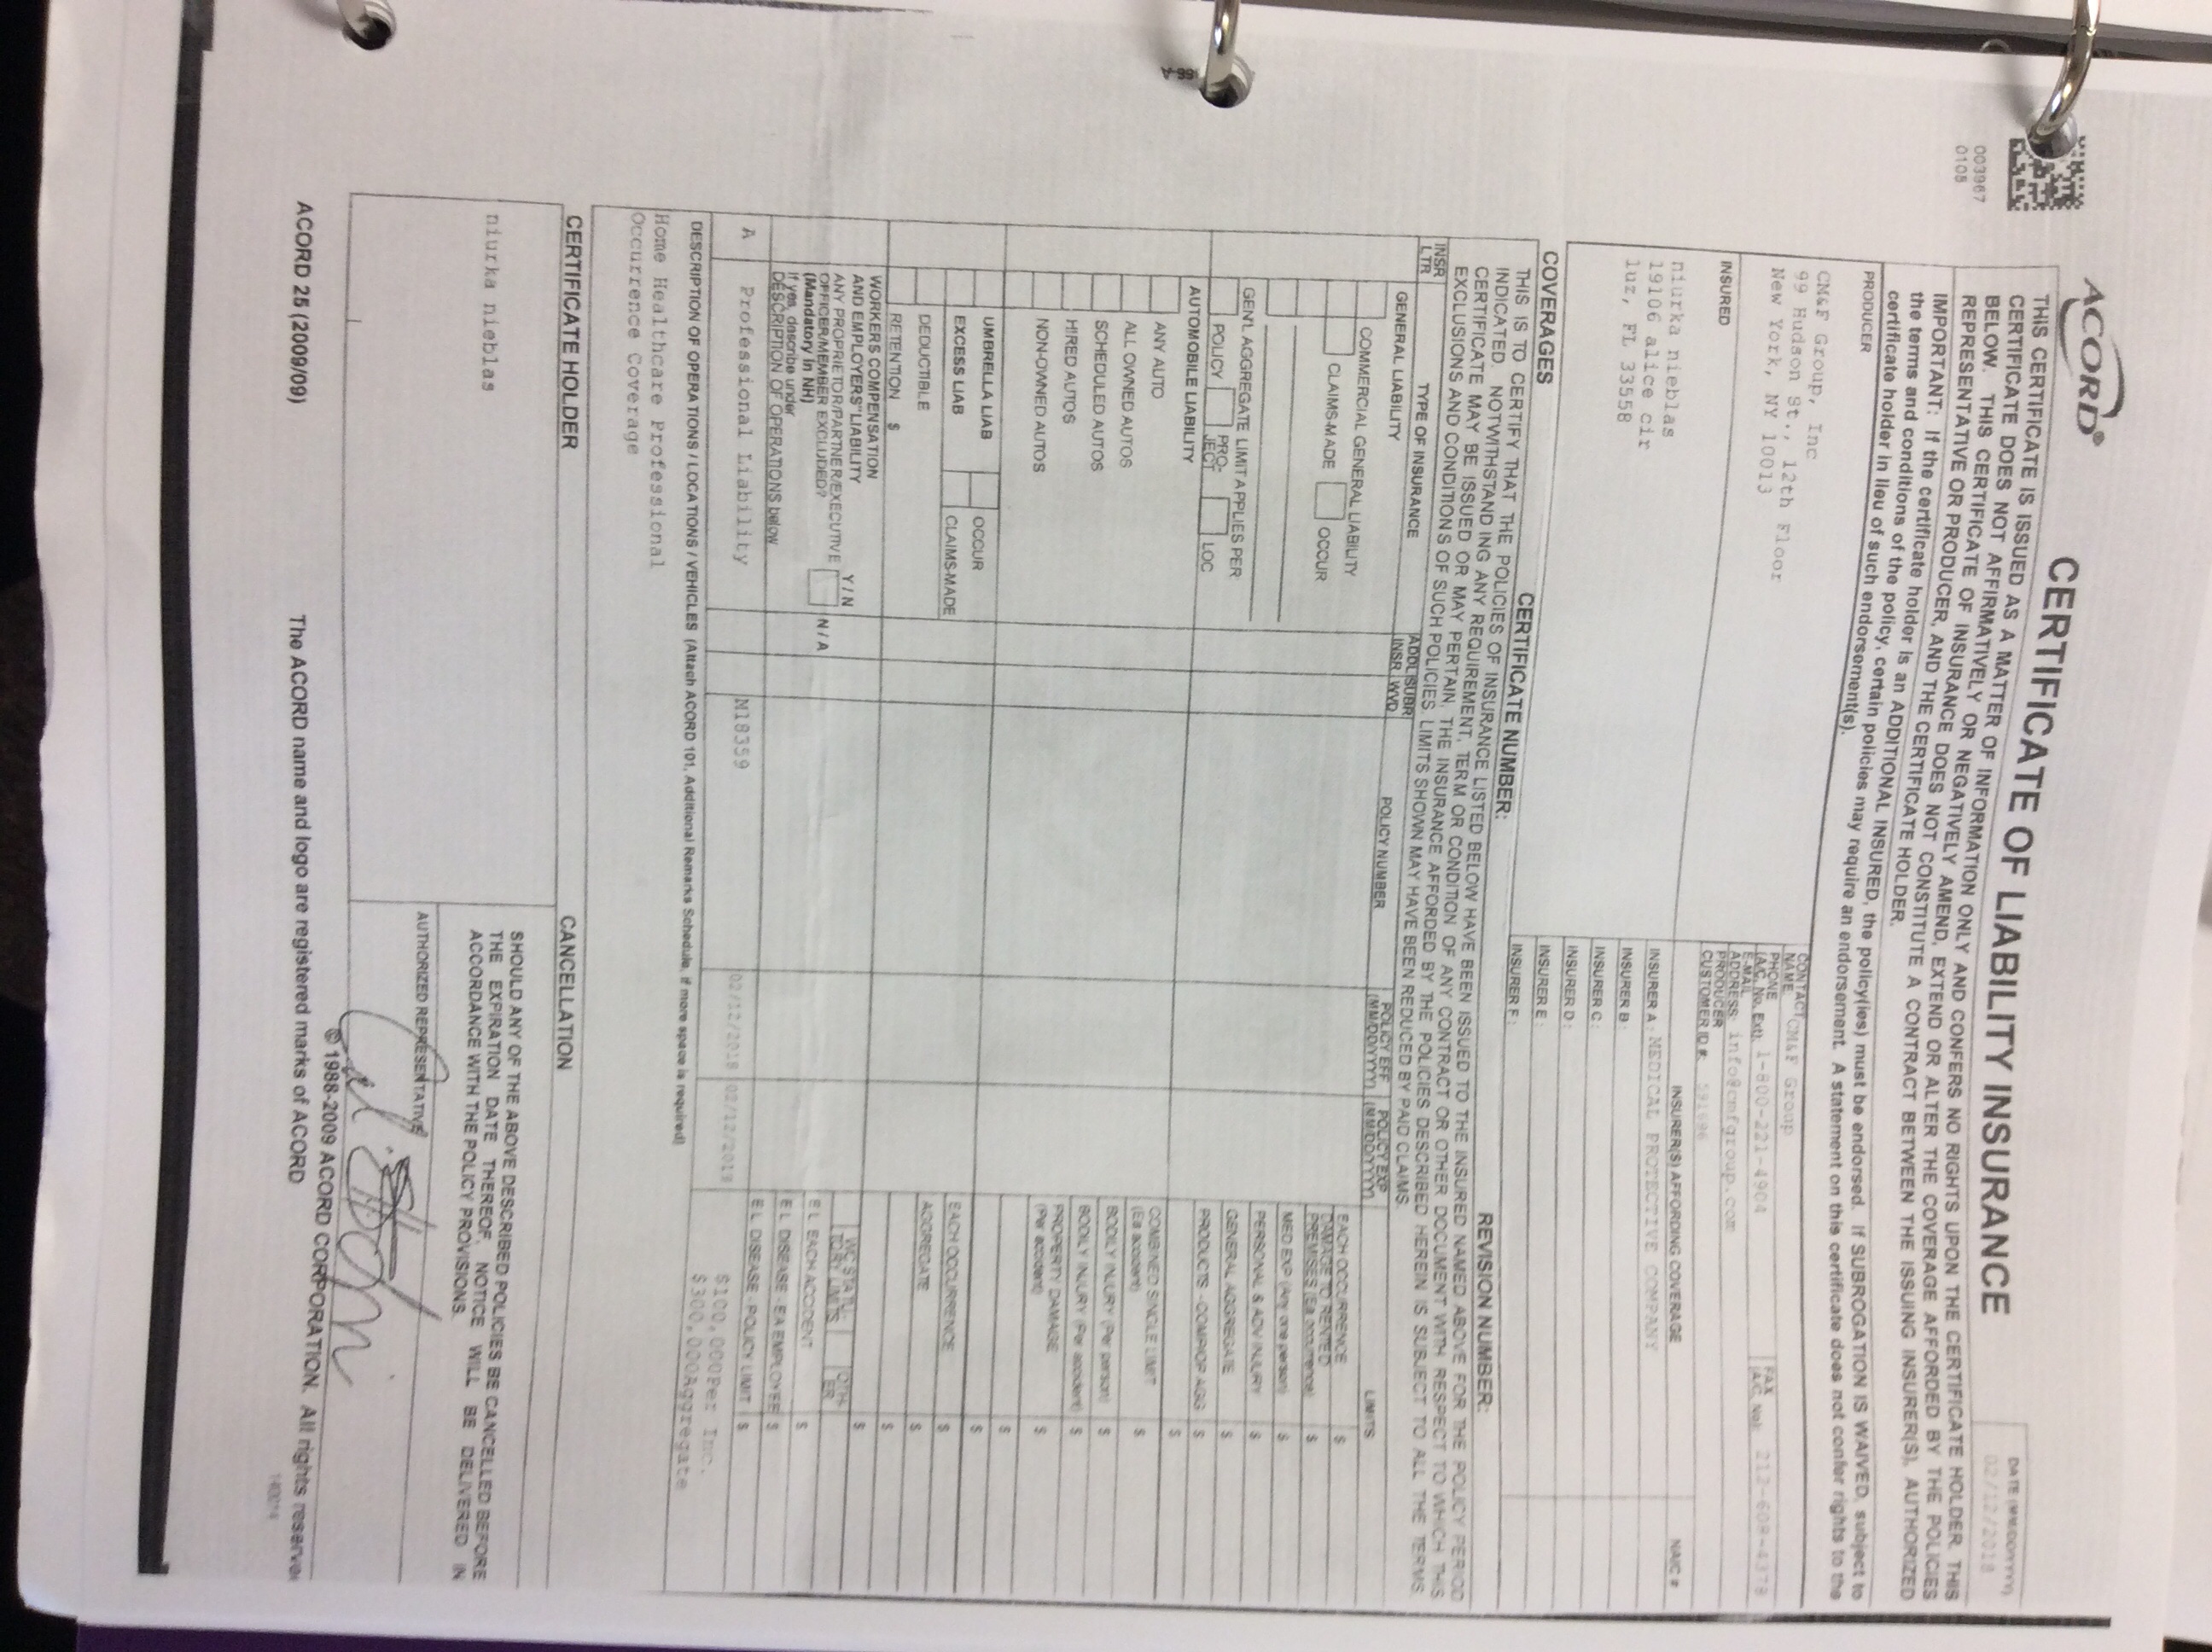 ACORD®
CERTIFICATE OF LIABILITY INSURANCE
DATE (MM/DD/YYYY)
02/12/2018
003967
0108
THIS CERTIFICATE IS ISSUED AS A MATTER OF INFORMATION ONLY AND CONFERS NO RIGHTS UPON THE CERTIFICATE HOLDER. THIS
CERTIFICATE DOES NOT AFFIRMATIVELY OR NEGATIVELY AMEND, EXTEND OR ALTER THE COVERAGE AFFORDED BY THE POLICIES
BELOW. THIS CERTIFICATE OF INSURANCE DOES NOT CONSTITUTE A CONTRACT BETWEEN THE ISSUING INSURER(S), AUTHORIZED
REPRESENTATIVE OR PRODUCER, AND THE CERTIFICATE HOLDER.
IMPORTANT: If the certificate holder is an ADDITIONAL INSURED, the policy(ies) must be endorsed. If SUBROGATION IS WAIVED, subject to
the terms and conditions of the policy, certain policies may require an endorsement. A statement on this certificate does not confer rights to the
certificate holder in lieu of such endorsement(s).
PRODUCER
CM&F Group, Inc
99 Hudson St., 12th Floor
New York, NY 10013
CONTACT NAME: CM&F Group
PHONE (A/C, No, Ext): 1-800-221-4904
FAX (A/C, No): 212-608-4378
E-MAIL ADDRESS: info@cmfgroup.com
PRODUCER CUSTOMER ID #:
INSURED
niurka nieblas
19106 alice cir
luz, FL 33558
INSURER(S) AFFORDING COVERAGE
NAIC #
INSURER A: MEDICAL PROTECTIVE COMPANY
INSURER B:
INSURER C:
INSURER D:
INSURER E:
INSURER F:
COVERAGES
CERTIFICATE NUMBER:
REVISION NUMBER:
THIS IS TO CERTIFY THAT THE POLICIES OF INSURANCE LISTED BELOW HAVE BEEN ISSUED TO THE INSURED NAMED ABOVE FOR THE POLICY PERIOD
INDICATED. NOTWITHSTANDING ANY REQUIREMENT, TERM OR CONDITION OF ANY CONTRACT OR OTHER DOCUMENT WITH RESPECT TO WHICH THIS
CERTIFICATE MAY BE ISSUED OR MAY PERTAIN, THE INSURANCE AFFORDED BY THE POLICIES DESCRIBED HEREIN IS SUBJECT TO ALL THE TERMS,
EXCLUSIONS AND CONDITIONS OF SUCH POLICIES. LIMITS SHOWN MAY HAVE BEEN REDUCED BY PAID CLAIMS.
INSR LTR
TYPE OF INSURANCE
ADDL INSR
SUBR WVD
POLICY NUMBER
POLICY EFF (MM/DD/YYYY)
POLICY EXP (MM/DD/YYYY)
LIMITS
GENERAL LIABILITY
COMMERCIAL GENERAL LIABILITY
CLAIMS-MADE
OCCUR
GEN'L AGGREGATE LIMIT APPLIES PER
POLICY
PRO-JECT
LOC
EACH OCCURRENCE $
DAMAGE TO RENTED PREMISES (Ea occurrence) $
MED EXP (Any one person) $
PERSONAL & ADV INJURY $
GENERAL AGGREGATE $
PRODUCTS - COMP/OP AGG $
$
AUTOMOBILE LIABILITY
ANY AUTO
ALL OWNED AUTOS
SCHEDULED AUTOS
HIRED AUTOS
NON-OWNED AUTOS
COMBINED SINGLE LIMIT (Ea accident) $
BODILY INJURY (Per person) $
BODILY INJURY (Per accident) $
PROPERTY DAMAGE (Per accident) $
$
$
UMBRELLA LIAB
OCCUR
EXCESS LIAB
CLAIMS-MADE
DEDUCTIBLE
RETENTION $
EACH OCCURRENCE $
AGGREGATE $
$
$
WORKERS COMPENSATION
AND EMPLOYERS' LIABILITY
Y / N
ANY PROPRIETOR/PARTNER/EXECUTIVE
OFFICER/MEMBER EXCLUDED?
(Mandatory in NH)
If yes, describe under
DESCRIPTION OF OPERATIONS below
N / A
WC STATU-TORY LIMITS
OTH-ER
E.L. EACH ACCIDENT $
E.L. DISEASE - EA EMPLOYEE $
E.L. DISEASE - POLICY LIMIT $
A
Professional Liability
M18359
02/12/2018
02/12/2019
$100,000Per Inc.
$300,000Aggregate
DESCRIPTION OF OPERATIONS / LOCATIONS / VEHICLES (Attach ACORD 101, Additional Remarks Schedule, if more space is required)
Home Healthcare Professional
Occurrence Coverage
CERTIFICATE HOLDER
niurka nieblas
CANCELLATION
SHOULD ANY OF THE ABOVE DESCRIBED POLICIES BE CANCELLED BEFORE
THE EXPIRATION DATE THEREOF, NOTICE WILL BE DELIVERED IN
ACCORDANCE WITH THE POLICY PROVISIONS.
AUTHORIZED REPRESENTATIVE
© 1988-2009 ACORD CORPORATION. All rights
ACORD 25 (2009/09)
The ACORD name and logo are registered marks of ACORD